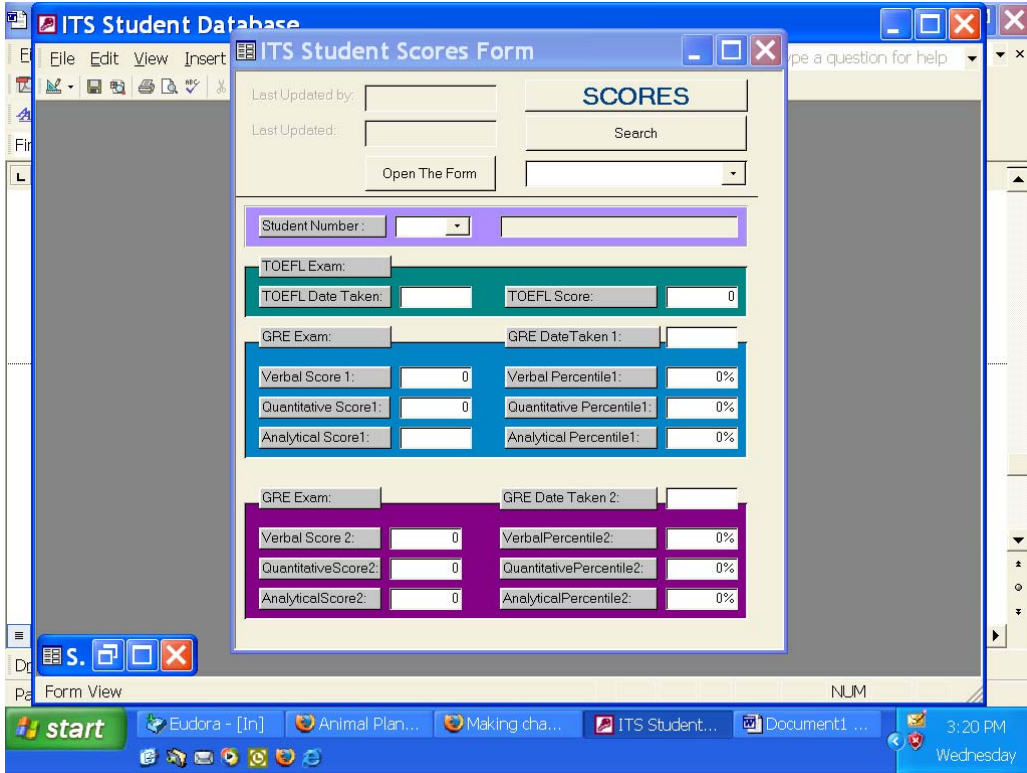 ITS Student Database
File Edit View Insert
ype a question for help
ITS Student Scores Form
Last Updated by:
SCORES
Last Updated:
Search
Open The Form
Student Number :
TOEFL Exam:
TOEFL Date Taken:
TOEFL Score: 0
GRE Exam:
GRE DateTaken 1:
Verbal Score 1: 0
Verbal Percentile1: 0%
Quantitative Score1: 0
Quantitative Percentile1: 0%
Analytical Score1:
Analytical Percentile1: 0%
GRE Exam:
GRE Date Taken 2:
Verbal Score 2: 0
VerbalPercentile2: 0%
QuantitativeScore2: 0
QuantitativePercentile2: 0%
AnalyticalScore2: 0
AnalyticalPercentile2: 0%
S.
Form View
NUM
start
Eudora - [In]
Animal Plan...
Making cha...
ITS Student...
Document1 ...
3:20 PM
Wednesday